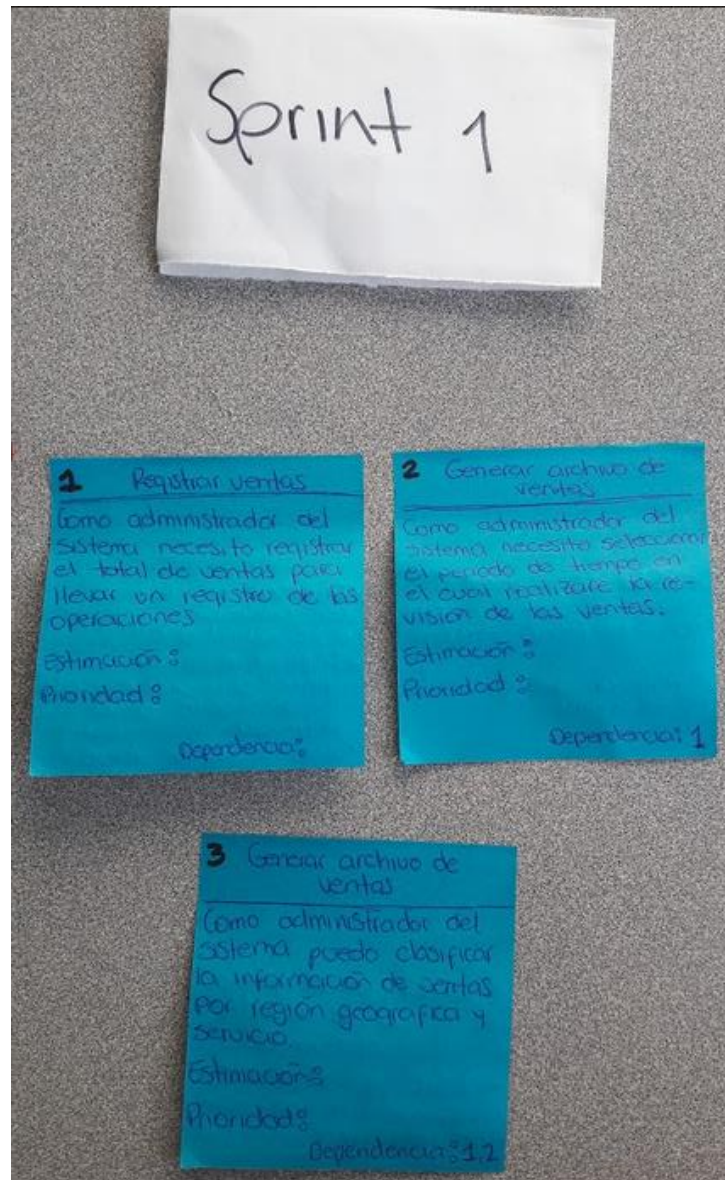 Sprint 1
1 Registrar ventas
Como administrador del
sistema necesito registrar
el total de ventas para
llevar un registro de las
operaciones
Estimación:
Prioridad:
Dependencia:
2 Generar archivo de
ventas
Como administrador del
sistema necesito seleccionar
el periodo de tiempo en
el cual realizare la re-
visión de las ventas.
Estimación:
Prioridad:
Dependencia: 1
3 Generar archivo de
ventas
Como administrador del
sistema puedo clasificar
la información de ventas
por región geografica y
servicio
Estimación:
Prioridad:
Dependencia: 1,2